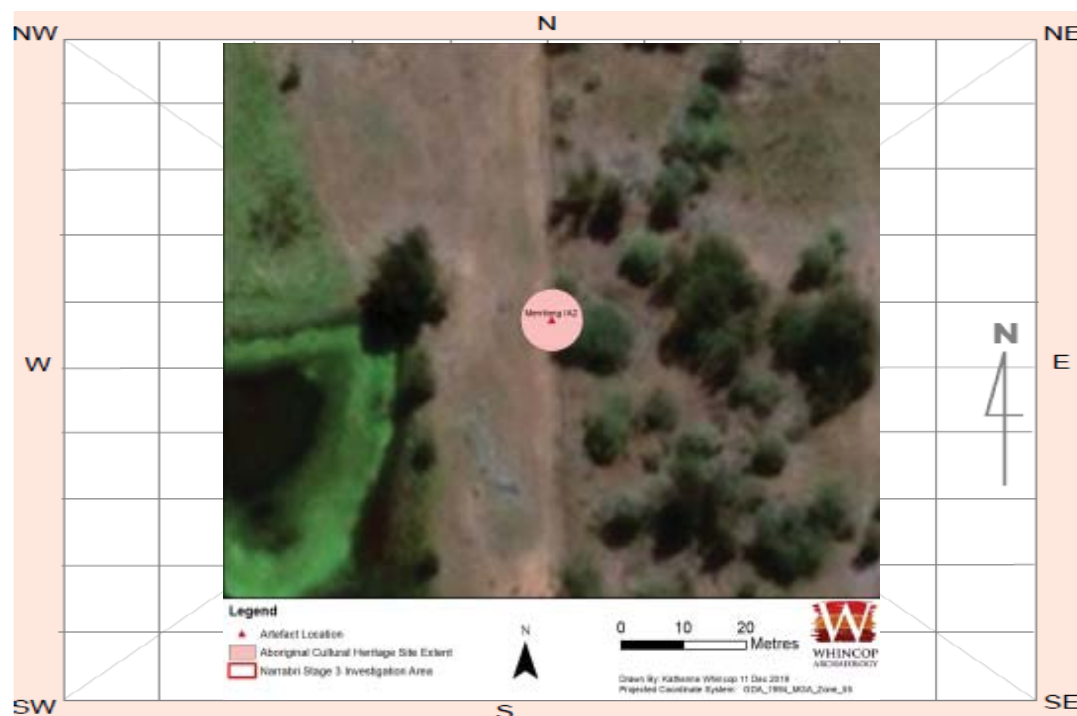 NW N NE
Merriteng IA2
W E
N
Legend
Artefact Location
Aboriginal Cultural Heritage Site Extent
Narrabri Stage 3 Investigation Area
N
0 10 20
Metres
WHINCOP
ARCHAEOLOGY
Drawn By: Katherine Whincop 11 Dec 2019
Projected Coordinate System: GDA_1994_MGA_Zone_55
SW S SE